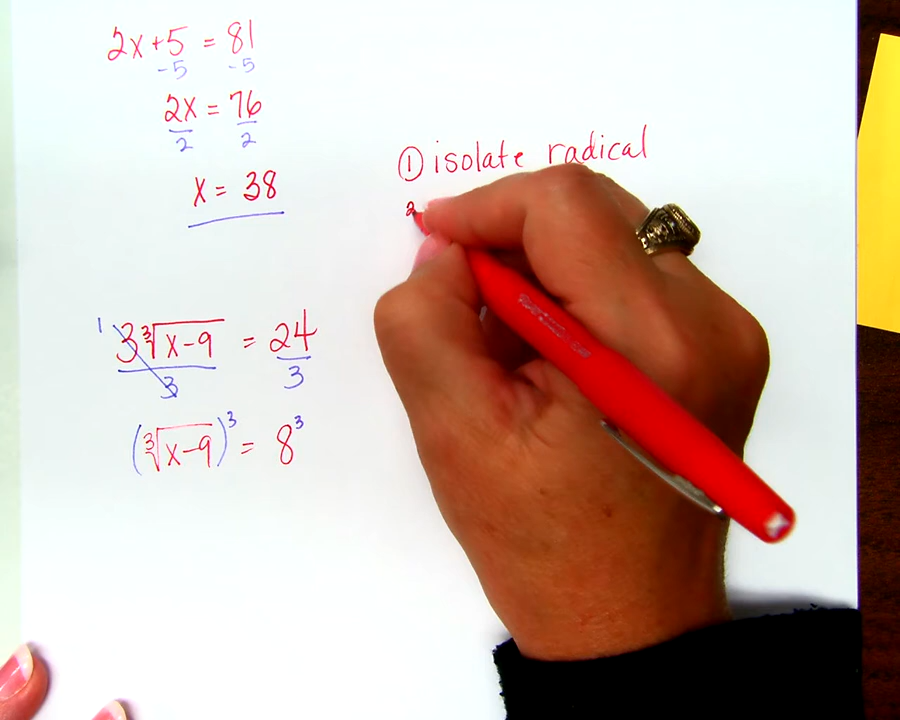 2x+5 = 81
-5 -5
2x = 76
2 2
x = 38
① isolate radical
2
1 3∛x-9 = 24
3 3
(∛x-9)³ = 8³